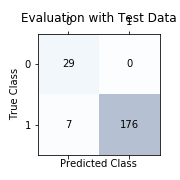 Evaluation with Test Data
0 1
0 29 0
1 7 176
True Class
Predicted Class